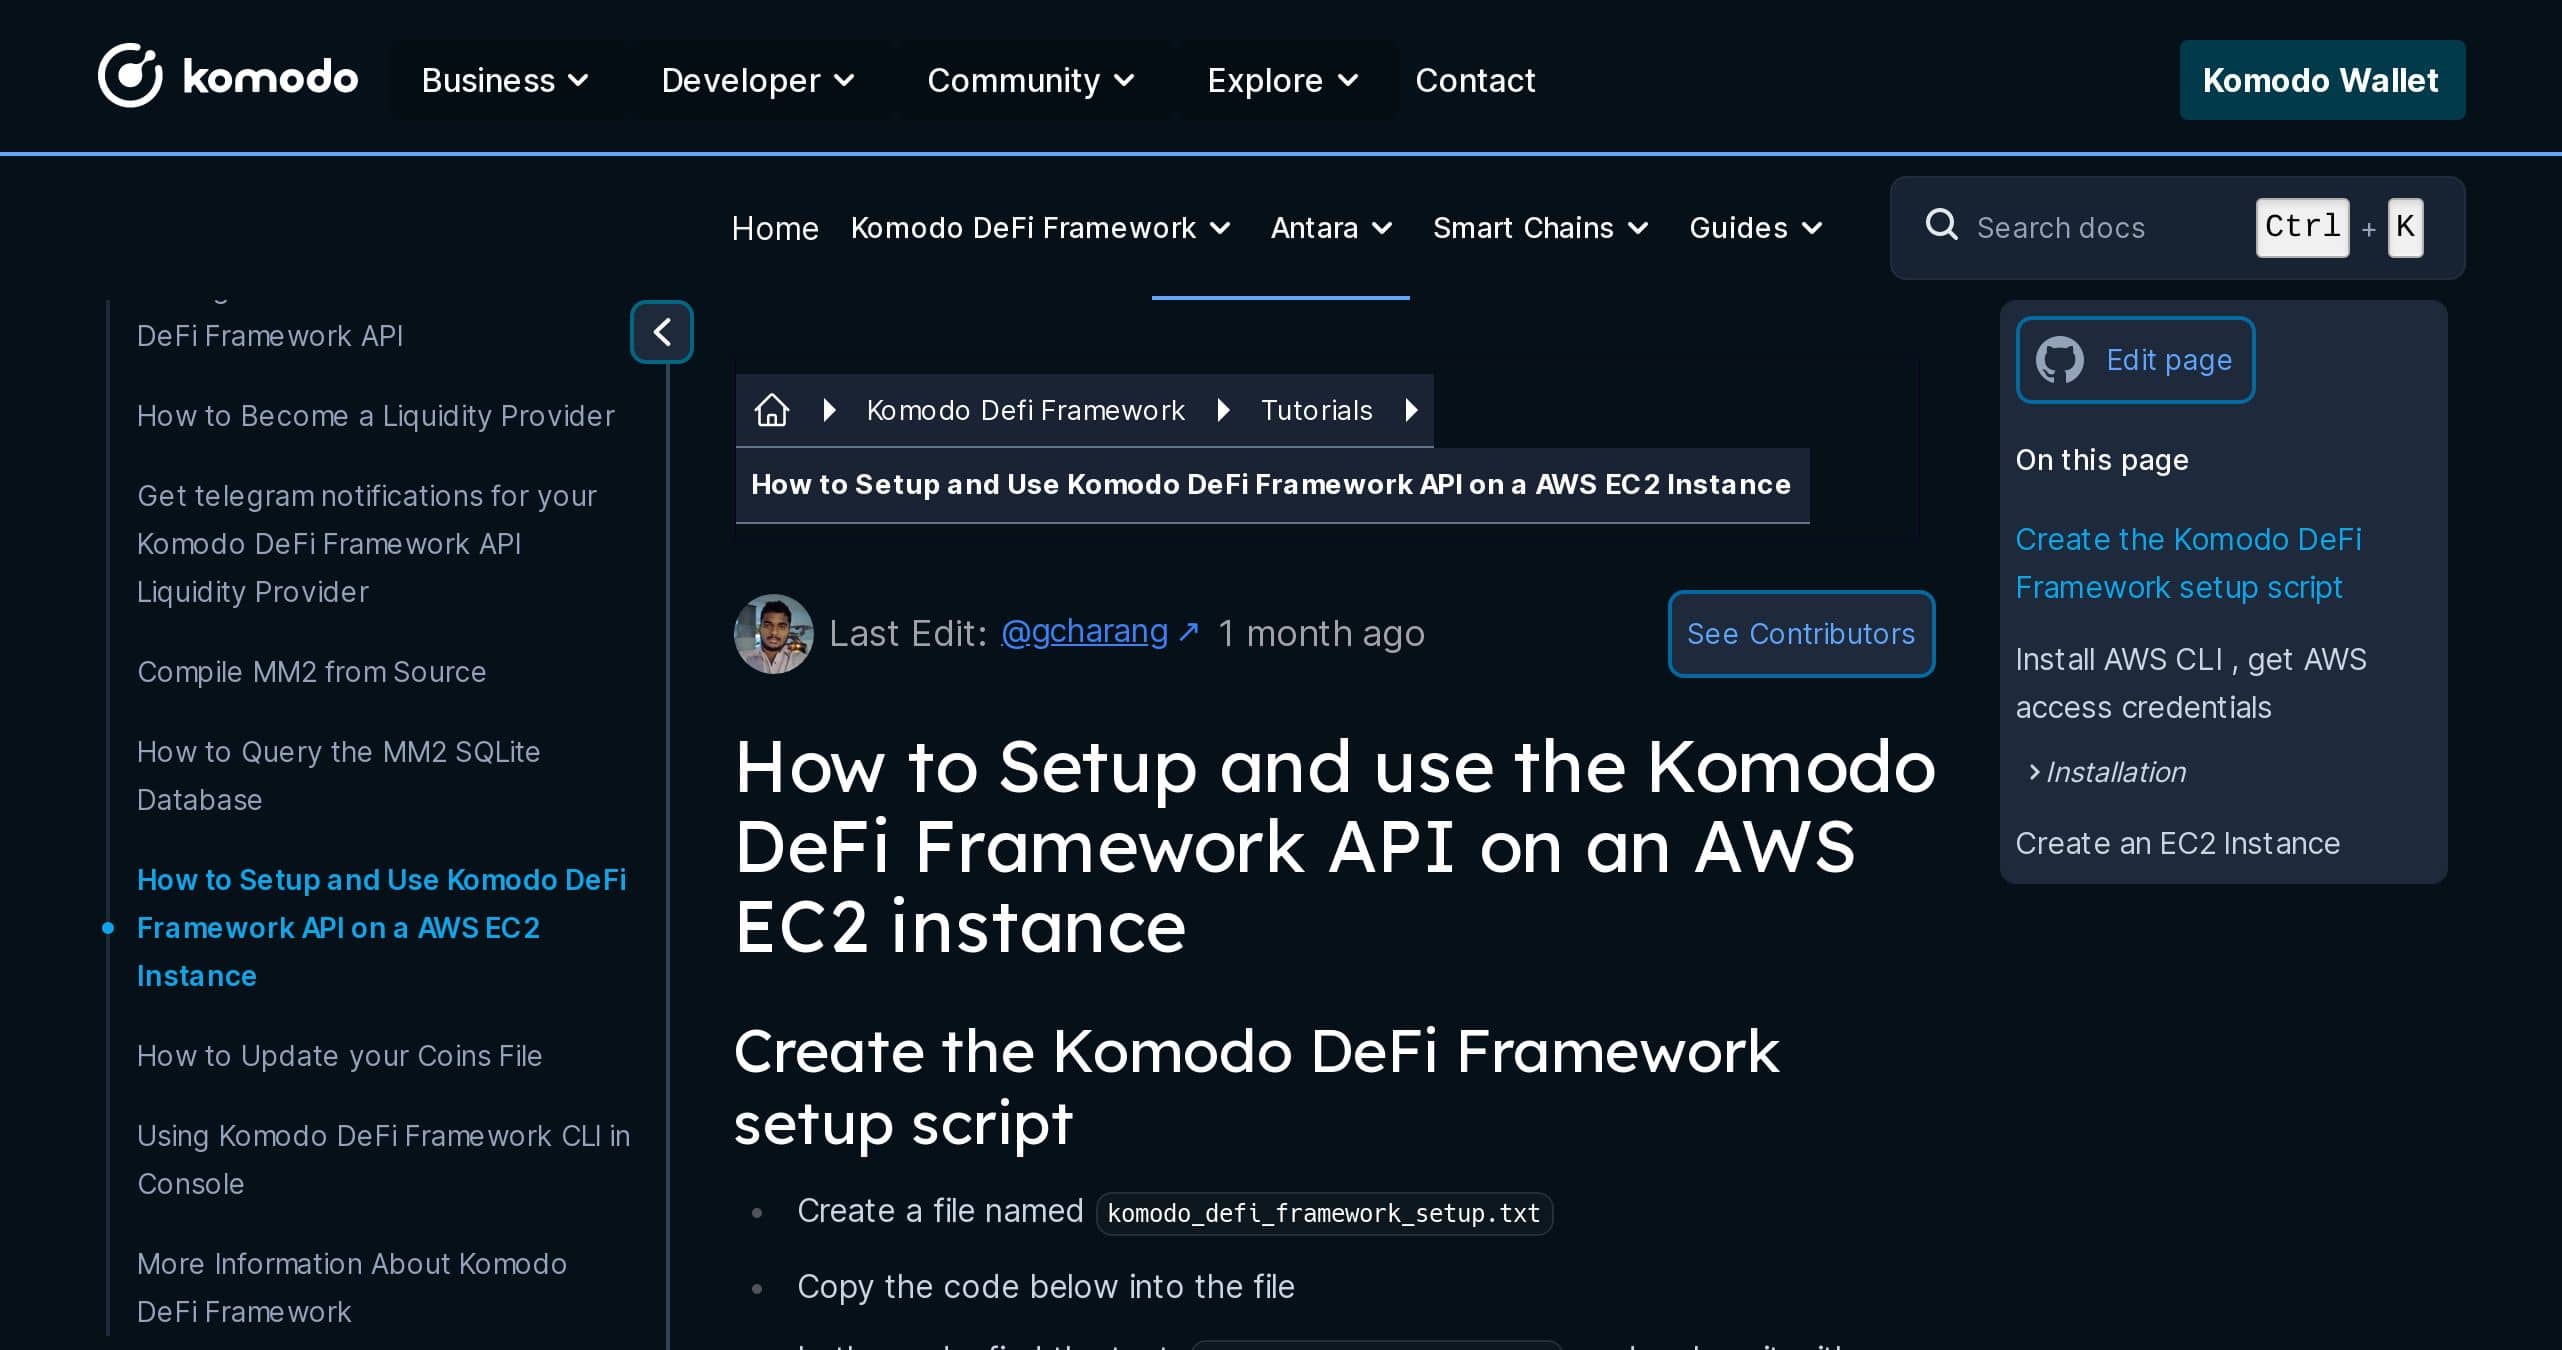 komodo
Business
Developer
Community
Explore
Contact
Komodo Wallet
Home
Komodo DeFi Framework
Antara
Smart Chains
Guides
Search docs
Ctrl + K
DeFi Framework API
How to Become a Liquidity Provider
Get telegram notifications for your
Komodo DeFi Framework API
Liquidity Provider
Compile MM2 from Source
How to Query the MM2 SQLite
Database
How to Setup and Use Komodo DeFi
Framework API on a AWS EC2
Instance
How to Update your Coins File
Using Komodo DeFi Framework CLI in
Console
More Information About Komodo
DeFi Framework
Komodo Defi Framework
Tutorials
How to Setup and Use Komodo DeFi Framework API on a AWS EC2 Instance
Last Edit: @gcharang ↗ 1 month ago
See Contributors
How to Setup and use the Komodo
DeFi Framework API on an AWS
EC2 instance
Create the Komodo DeFi Framework
setup script
Create a file named komodo_defi_framework_setup.txt
Copy the code below into the file
Edit page
On this page
Create the Komodo DeFi
Framework setup script
Install AWS CLI , get AWS
access credentials
Installation
Create an EC2 Instance